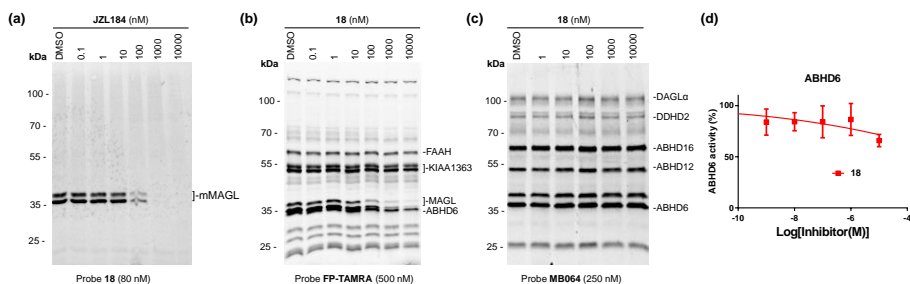 (a)
JZL184 (nM)
kDa
DMSO
0.1
1
10
100
1000
10000
100 -
70 -
55 -
35 -
25 -
]-mMAGL
Probe 18 (80 nM)
(b)
18 (nM)
kDa
DMSO
0.1
1
10
100
1000
10000
100 -
70 -
55 -
35 -
25 -
-FAAH
]-KIAA1363
]-MAGL
-ABHD6
Probe FP-TAMRA (500 nM)
(c)
18 (nM)
kDa
DMSO
1
10
100
1000
10000
100 -
70 -
55 -
35 -
25 -
-DAGLα
-DDHD2
-ABHD16
-ABHD12
-ABHD6
Probe MB064 (250 nM)
(d)
ABHD6
ABHD6 activity (%)
100
50
0
-10
-8
-6
-4
18
Log[Inhibitor(M)]